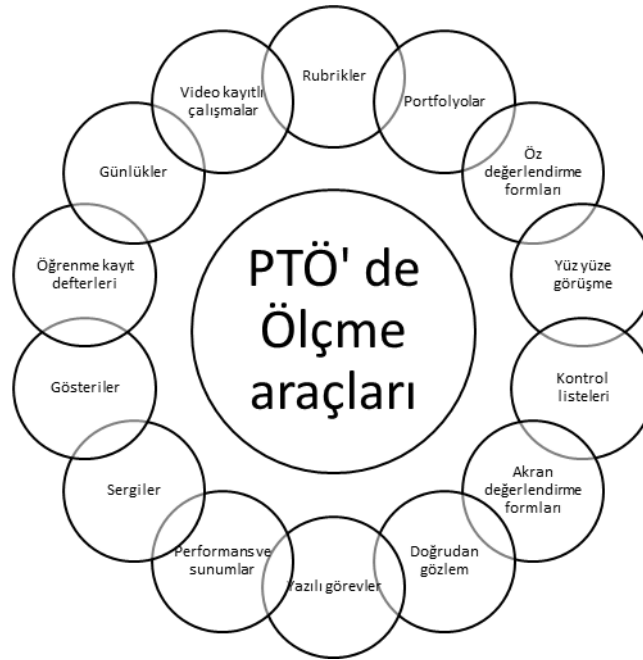 Rubrikler
Portfolyolar
Öz
değerlendirme
formları
Yüz yüze
görüşme
Kontrol
listeleri
Akran
değerlendirme
formları
Doğrudan
gözlem
Yazılı görevler
Performans ve
sunumlar
Sergiler
Gösteriler
Öğrenme kayıt
defterleri
Günlükler
Video kayıtlı
çalışmalar
PTÖ' de
Ölçme
araçları